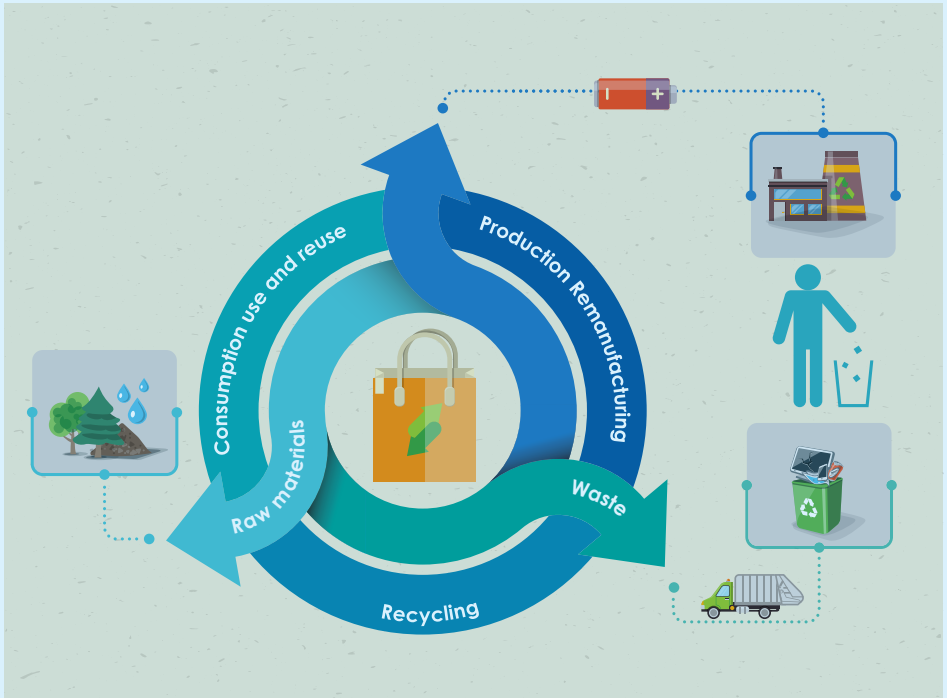 Consumption use and reuse
Production Remanufacturing
Raw materials
Waste
Recycling